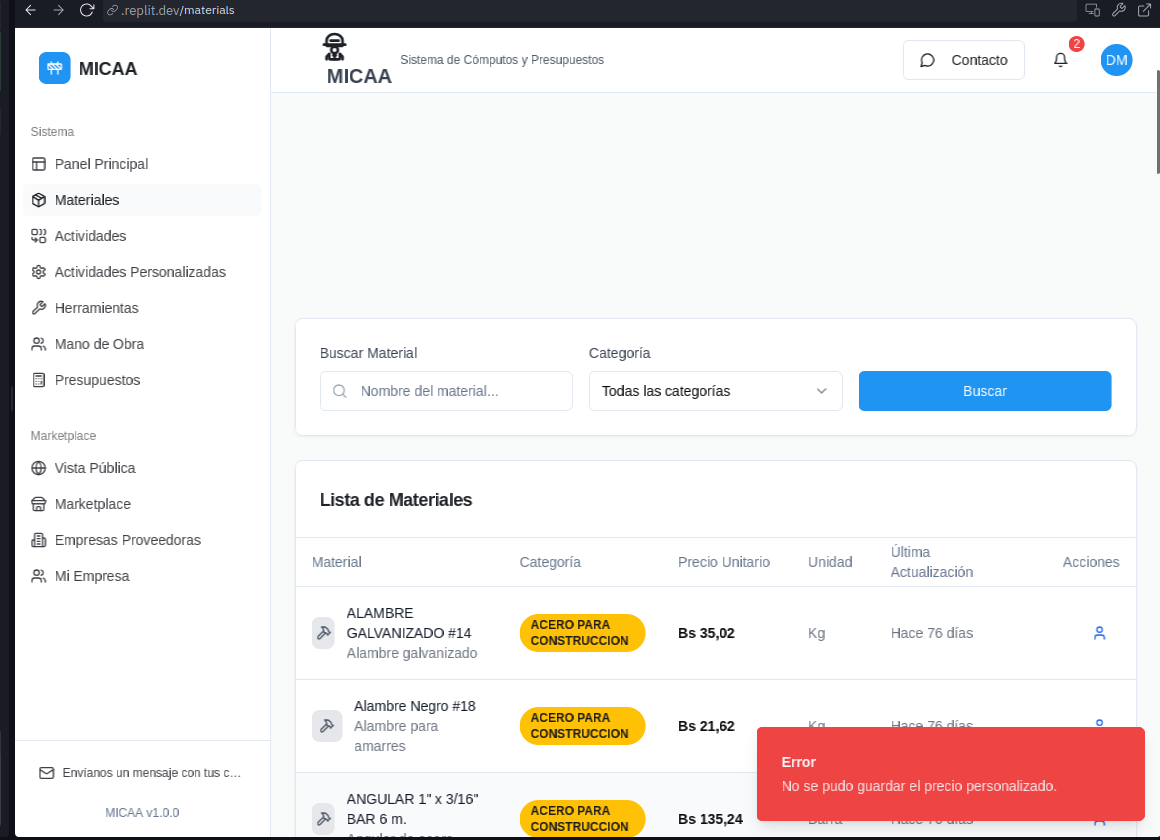 .replit.dev/materials
MICAA
MICAA
Sistema de Cómputos y Presupuestos
Contacto
2
DM
Sistema
Panel Principal
Materiales
Actividades
Actividades Personalizadas
Herramientas
Mano de Obra
Presupuestos
Marketplace
Vista Pública
Marketplace
Empresas Proveedoras
Mi Empresa
Envíanos un mensaje con tus c...
MICAA v1.0.0
Buscar Material
Categoría
Nombre del material...
Todas las categorías
Buscar
Lista de Materiales
Material
Categoría
Precio Unitario
Unidad
Última
Actualización
Acciones
ALAMBRE
GALVANIZADO #14
Alambre galvanizado
ACERO PARA
CONSTRUCCION
Bs 35,02
Kg
Hace 76 días
Alambre Negro #18
Alambre para
amarres
ACERO PARA
CONSTRUCCION
Bs 21,62
Kg
Hace 76 días
ANGULAR 1" x 3/16"
BAR 6 m.
Angular de acero
ACERO PARA
CONSTRUCCION
Bs 135,24
Barra
Hace 76 días
Error
No se pudo guardar el precio personalizado.